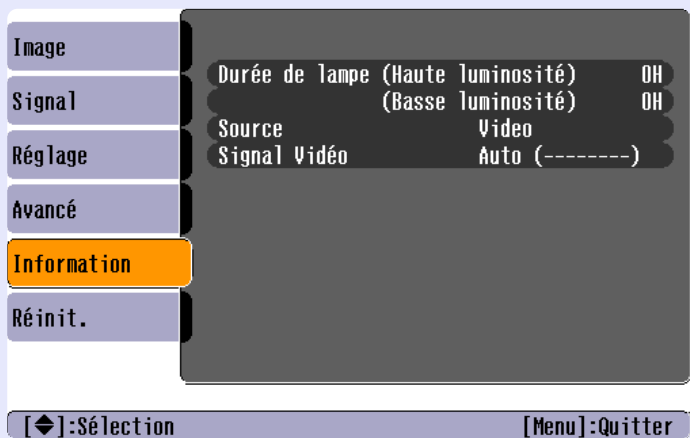 Image
Signal
Réglage
Avancé
Information
Réinit.
Durée de lampe (Haute luminosité) 0H
(Basse luminosité) 0H
Source Video
Signal Vidéo Auto (--------)
[◆]:Sélection [Menu]:Quitter